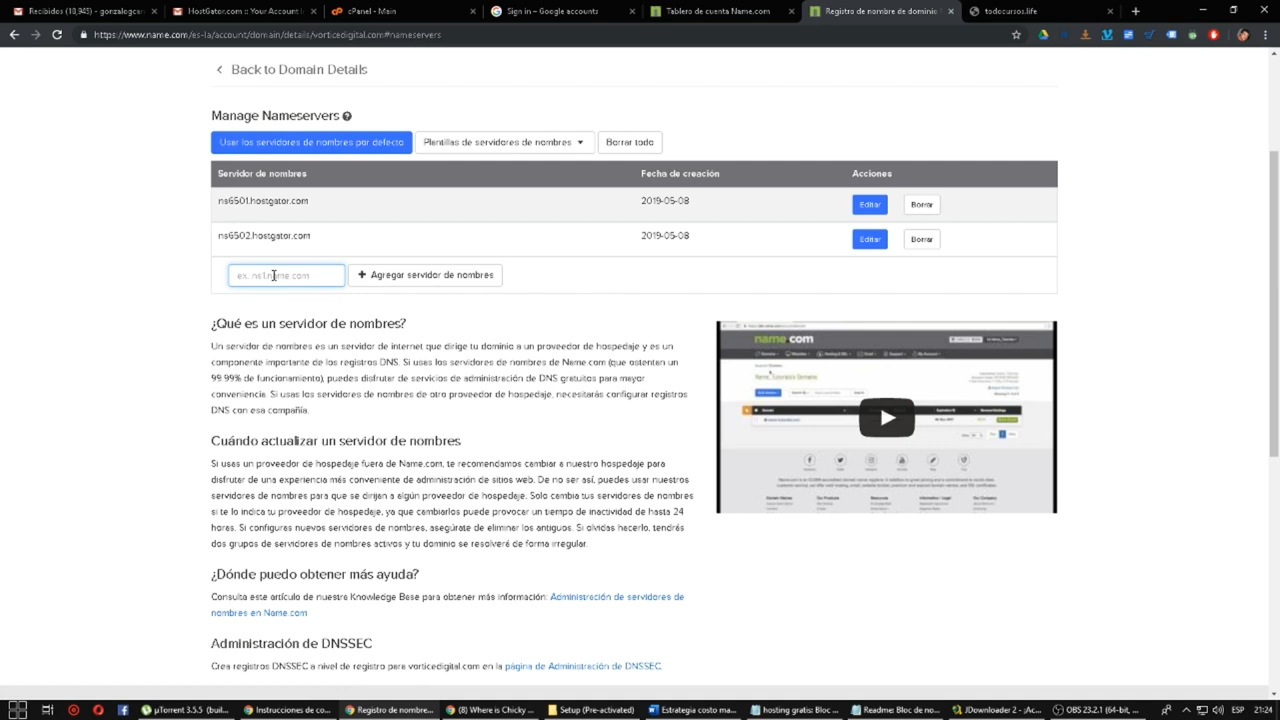 Recibidos (18,945) - gonzalogcar
HostGator.com :: Your Account I
cPanel - Main
Sign in – Google accounts
Tablero de cuenta Name.com
Registro de nombre de dominio
todocursos.life
https://www.name.com/es-la/account/domain/details/vorticedigital.com#nameservers
Back to Domain Details
Manage Nameservers
Usar los servidores de nombres por defecto
Plantillas de servidores de nombres
Borrar todo
Servidor de nombres Fecha de creación Acciones
ns6501.hostgator.com 2019-05-08 Editar Borrar
ns6502.hostgator.com 2019-05-08 Editar Borrar
ex. ns1.name.com + Agregar servidor de nombres
¿Qué es un servidor de nombres?
Un servidor de nombres es un servidor de internet que dirige tu dominio a un proveedor de hospedaje y es un
componente importante de los registros DNS. Si usas los servidores de nombres de Name.com (que ostentan un
99.99% de funcionamiento), puedes disfrutar de servicios de administración de DNS gratuitos para mayor
conveniencia. Si usas los servidores de nombres de otro proveedor de hospedaje, necesitarás configurar registros
DNS con esa compañía.
Cuándo actualizar un servidor de nombres
Si usas un proveedor de hospedaje fuera de Name.com, te recomendamos cambiar a nuestro hospedaje para
disfrutar de una experiencia más conveniente de administración de sitios web. De no ser así, puedes usar nuestros
servidores de nombres para que se dirijan a algún proveedor de hospedaje. Solo cambia tus servidores de nombres
si te lo indica tu proveedor de hospedaje, ya que cambiarlos puede provocar un tiempo de inactividad de hasta 24
horas. Si configuras nuevos servidores de nombres, asegúrate de eliminar los antiguos. Si olvidas hacerlo, tendrás
dos grupos de servidores de nombres activos y tu dominio se resolverá de forma irregular.
name.com
¿Dónde puedo obtener más ayuda?
Consulta este artículo de nuestra Knowledge Base para obtener más información: Administración de servidores de
nombres en Name.com
Administración de DNSSEC
Crea registros DNSSEC a nivel de registro para vorticedigital.com en la página de Administración de DNSSEC.
µTorrent 3.5.5 (buil...
Instrucciones de co...
Registro de nombre...
(8) Where is Chicky ...
Setup (Pre-activated)
Estrategia costo ma...
hosting gratis: Bloc ...
Readme: Bloc de no...
JDownloader 2 - ¡Ac...
OBS 23.2.1 (64-bit, ...
ESP
21:24